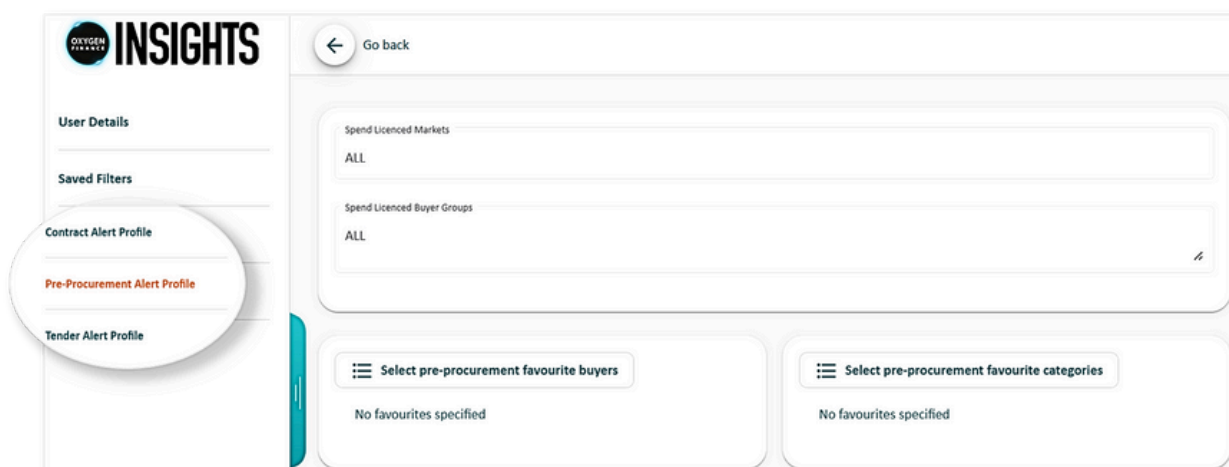 OXYGEN
FINANCE
INSIGHTS
User Details
Saved Filters
Contract Alert Profile
Pre-Procurement Alert Profile
Tender Alert Profile
Go back
Spend Licenced Markets
ALL
Spend Licenced Buyer Groups
ALL
Select pre-procurement favourite buyers
No favourites specified
Select pre-procurement favourite categories
No favourites specified